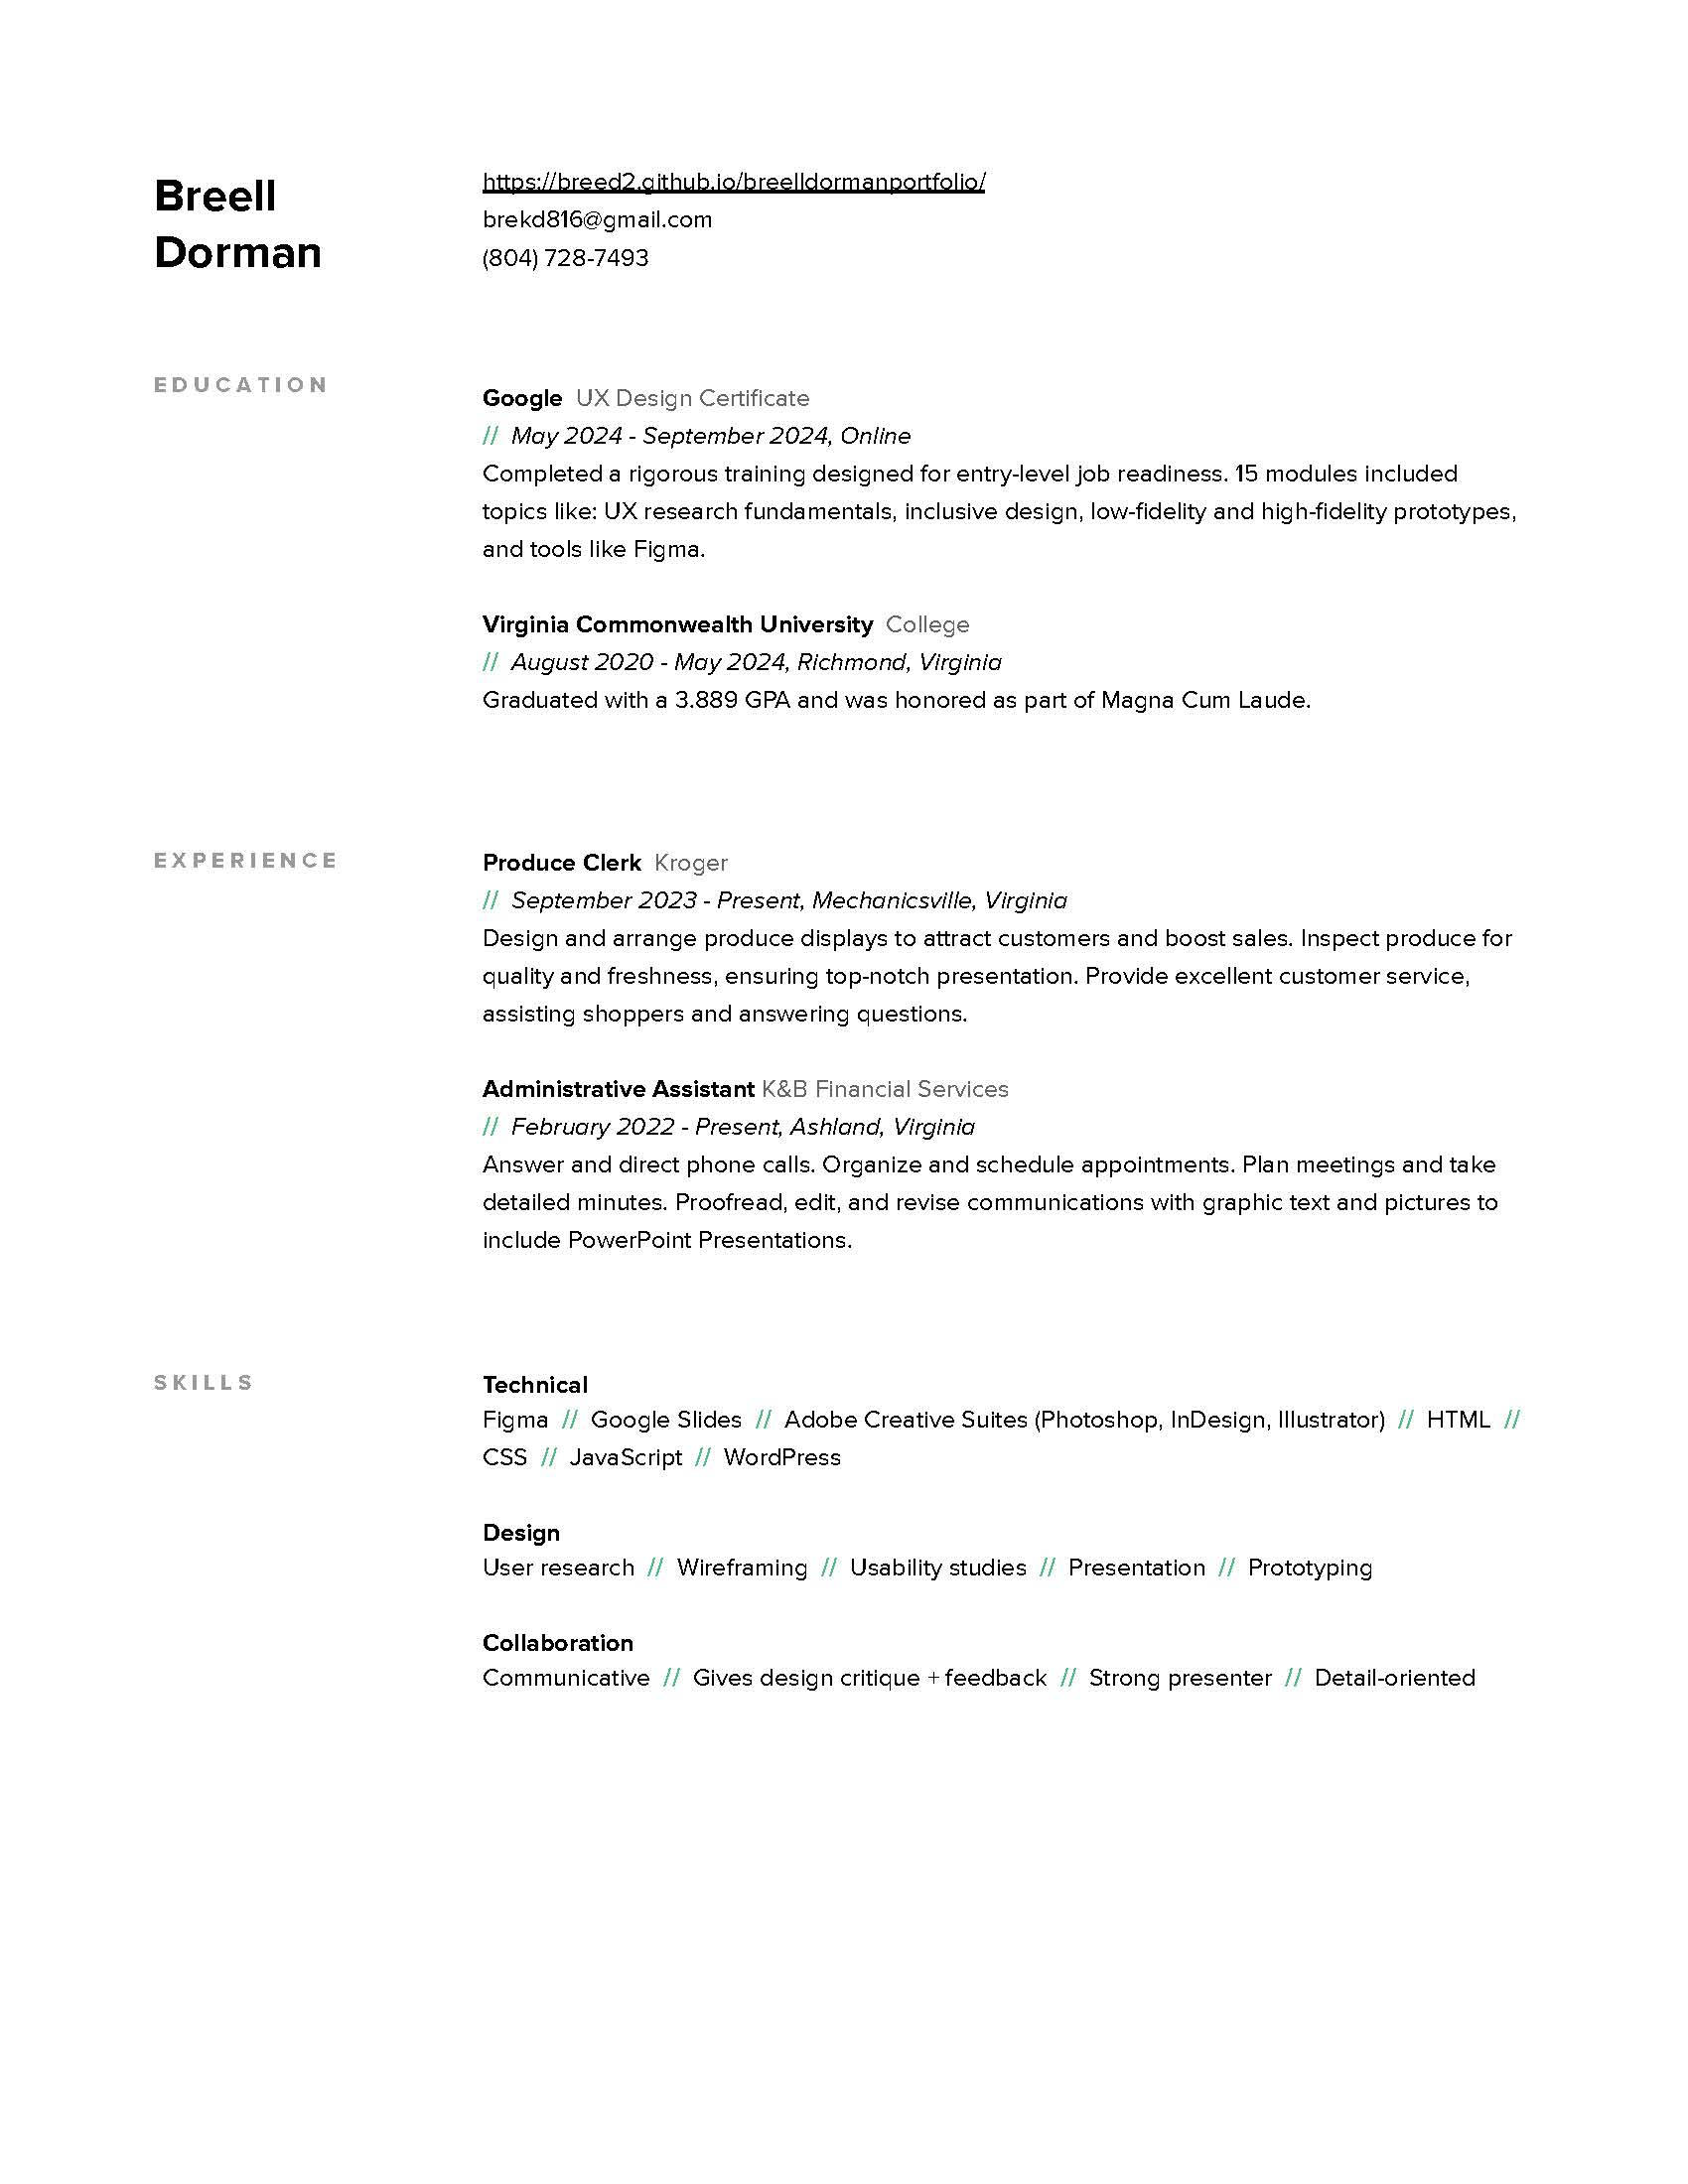 Breell
Dorman
https://breed2.github.io/breelldormanportfolio/
brekd816@gmail.com
(804) 728-7493
EDUCATION
Google UX Design Certificate
// May 2024 - September 2024, Online
Completed a rigorous training designed for entry-level job readiness. 15 modules included
topics like: UX research fundamentals, inclusive design, low-fidelity and high-fidelity prototypes,
and tools like Figma.
Virginia Commonwealth University College
// August 2020 - May 2024, Richmond, Virginia
Graduated with a 3.889 GPA and was honored as part of Magna Cum Laude.
EXPERIENCE
Produce Clerk Kroger
// September 2023 - Present, Mechanicsville, Virginia
Design and arrange produce displays to attract customers and boost sales. Inspect produce for
quality and freshness, ensuring top-notch presentation. Provide excellent customer service,
assisting shoppers and answering questions.
Administrative Assistant K&B Financial Services
// February 2022 - Present, Ashland, Virginia
Answer and direct phone calls. Organize and schedule appointments. Plan meetings and take
detailed minutes. Proofread, edit, and revise communications with graphic text and pictures to
include PowerPoint Presentations.
SKILLS
Technical
Figma // Google Slides // Adobe Creative Suites (Photoshop, InDesign, Illustrator) // HTML //
CSS // JavaScript // WordPress
Design
User research // Wireframing // Usability studies // Presentation // Prototyping
Collaboration
Communicative // Gives design critique + feedback // Strong presenter // Detail-oriented